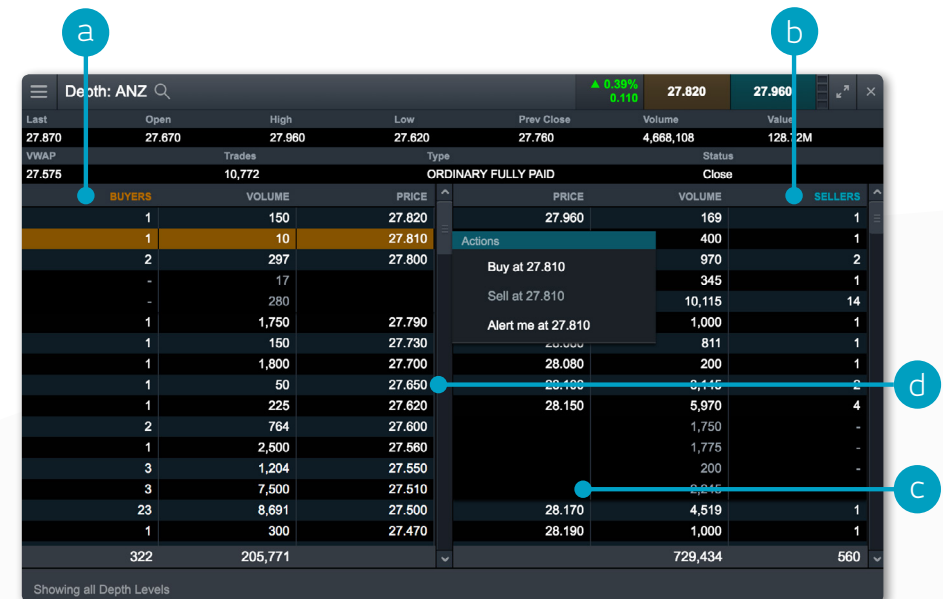 a
b
Depth: ANZ
▲ 0.39%
0.110
27.820
27.960
Last Open High Low Prev Close Volume Value
27.870 27.670 27.960 27.620 27.760 4,668,108 128.72M
VWAP Trades Type Status
27.575 10,772 ORDINARY FULLY PAID Close
BUYERS VOLUME PRICE PRICE VOLUME SELLERS
1 150 27.820 27.960 169 1
1 10 27.810 400 1
Actions
2 297 27.800 970 2
Buy at 27.810
- 17 345 1
- 280 10,115 14
Sell at 27.810
1 1,750 27.790 1,000 1
Alert me at 27.810
1 150 27.730 811 1
1 1,800 27.700 28.080 200 1
1 50 27.650 2
d
1 225 27.620 28.150 5,970 4
2 764 27.600 1,750 -
1 2,500 27.560 1,775 -
3 1,204 27.550 200 -
3 7,500 27.510
c
23 8,691 27.500 28.170 4,519 1
1 300 27.470 28.190 1,000 1
322 205,771 729,434 560
Showing all Depth Levels